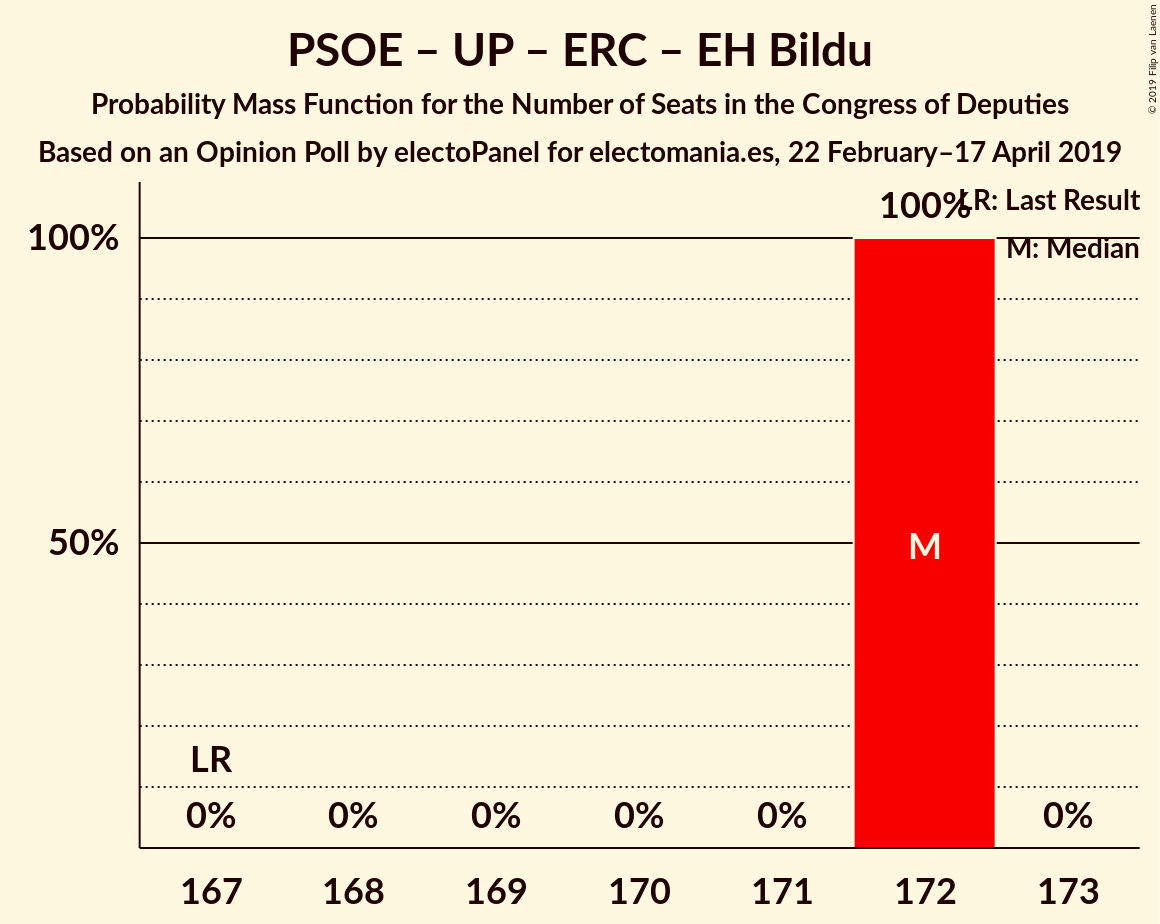 PSOE – UP – ERC – EH Bildu
Probability Mass Function for the Number of Seats in the Congress of Deputies
Based on an Opinion Poll by electoPanel for electomania.es, 22 February–17 April 2019
© 2019 Filip van Laenen
LR: Last Result
M: Median
100%
100%
50%
M
LR
0% 0% 0% 0% 0% 0%
167 168 169 170 171 172 173